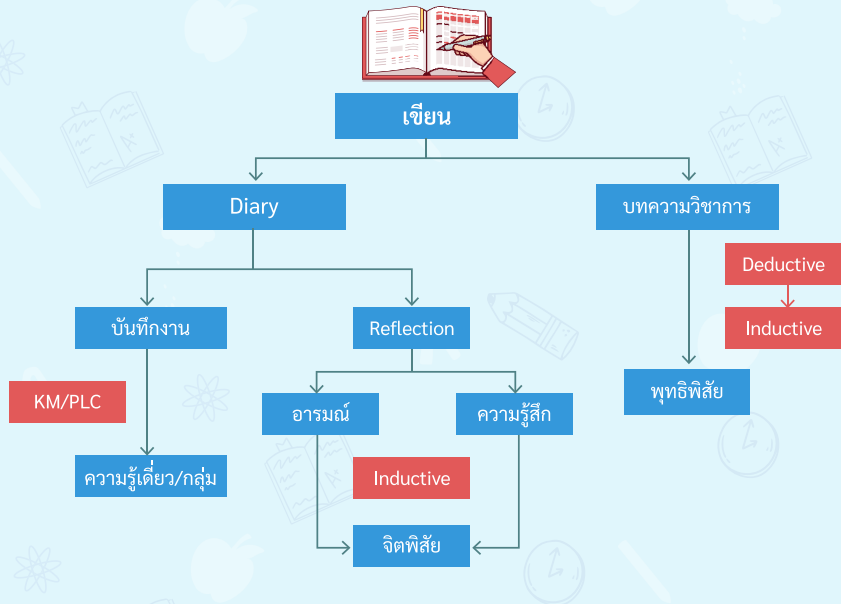 เขียน
Diary
บทความวิชาการ
Deductive
บันทึกงาน
Reflection
Inductive
KM/PLC
อารมณ์
ความรู้สึก
พุทธิพิสัย
ความรู้เดี่ยว/กลุ่ม
Inductive
จิตพิสัย